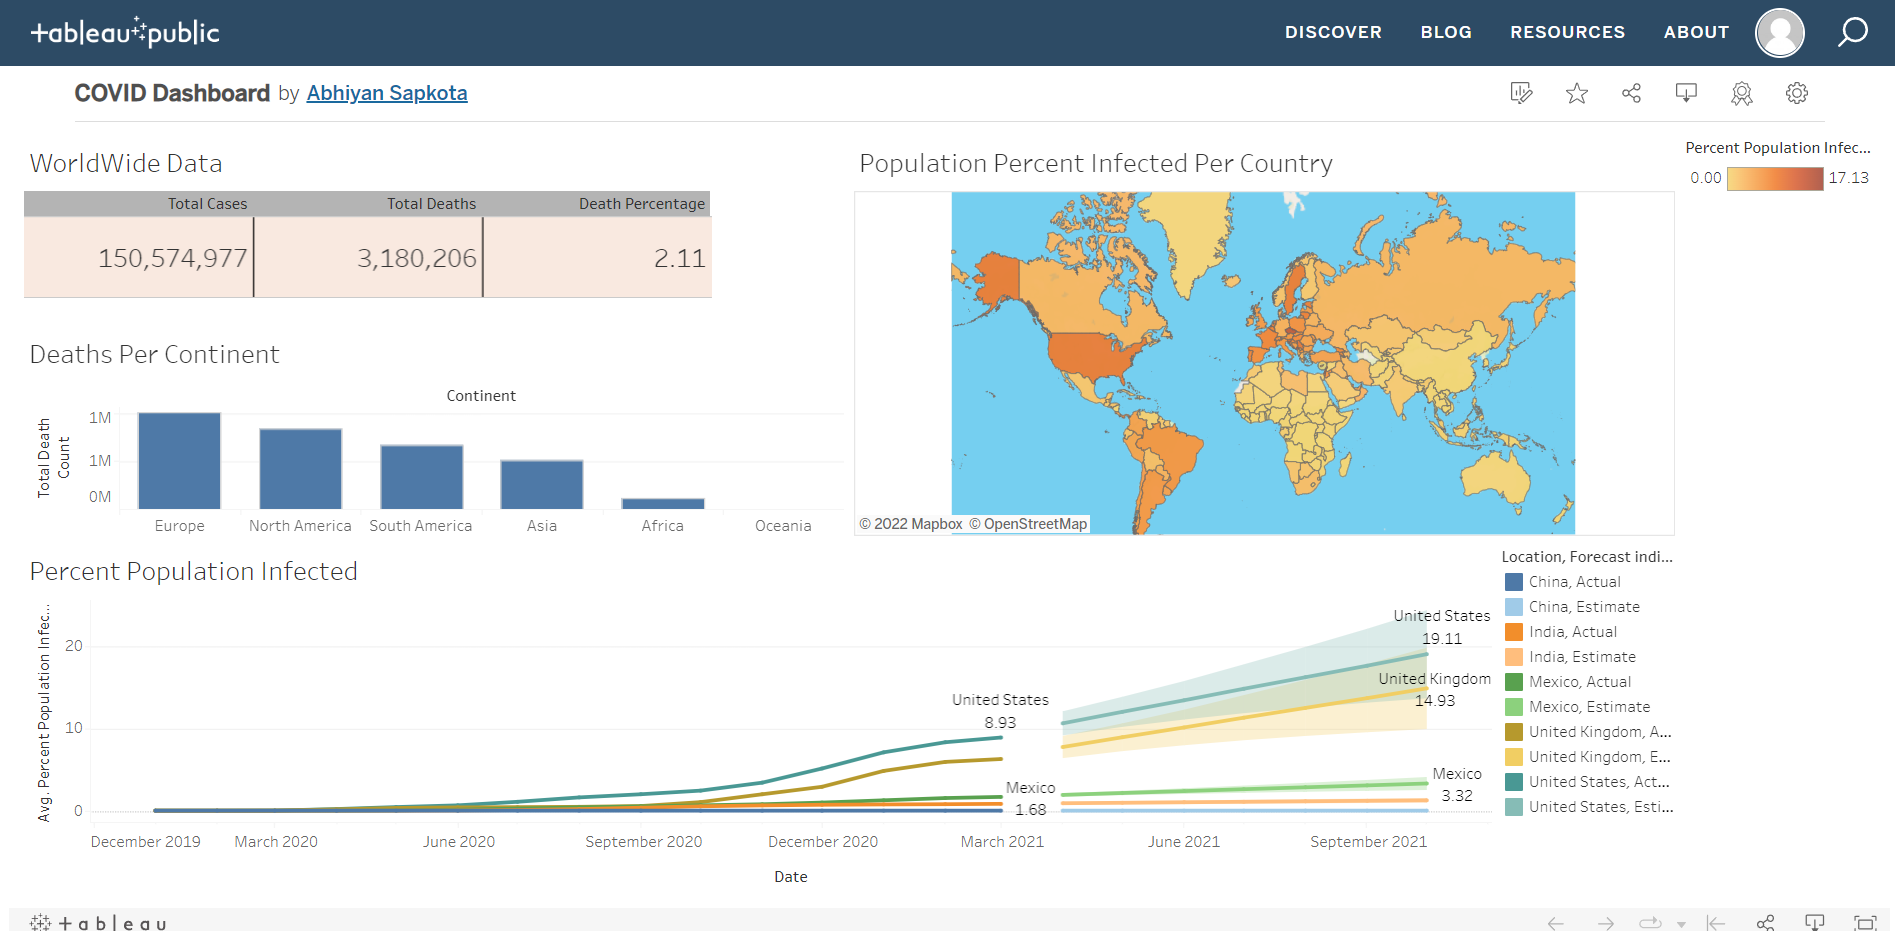 tableau public
DISCOVER BLOG RESOURCES ABOUT
COVID Dashboard by Abhiyan Sapkota
WorldWide Data
Total Cases Total Deaths Death Percentage
150,574,977 3,180,206 2.11
Population Percent Infected Per Country
© 2022 Mapbox © OpenStreetMap
Percent Population Infec...
0.00 17.13
Deaths Per Continent
Continent
Total Death
Count
1M
1M
0M
Europe North America South America Asia Africa Oceania
Percent Population Infected
Avg. Percent Population Infec...
20
10
0
United States
8.93
Mexico
1.68
United States
19.11
United Kingdom
14.93
Mexico
3.32
December 2019 March 2020 June 2020 September 2020 December 2020 March 2021 June 2021 September 2021
Date
Location, Forecast indi...
China, Actual
China, Estimate
India, Actual
India, Estimate
Mexico, Actual
Mexico, Estimate
United Kingdom, A...
United Kingdom, E...
United States, Act...
United States, Esti...
tableau